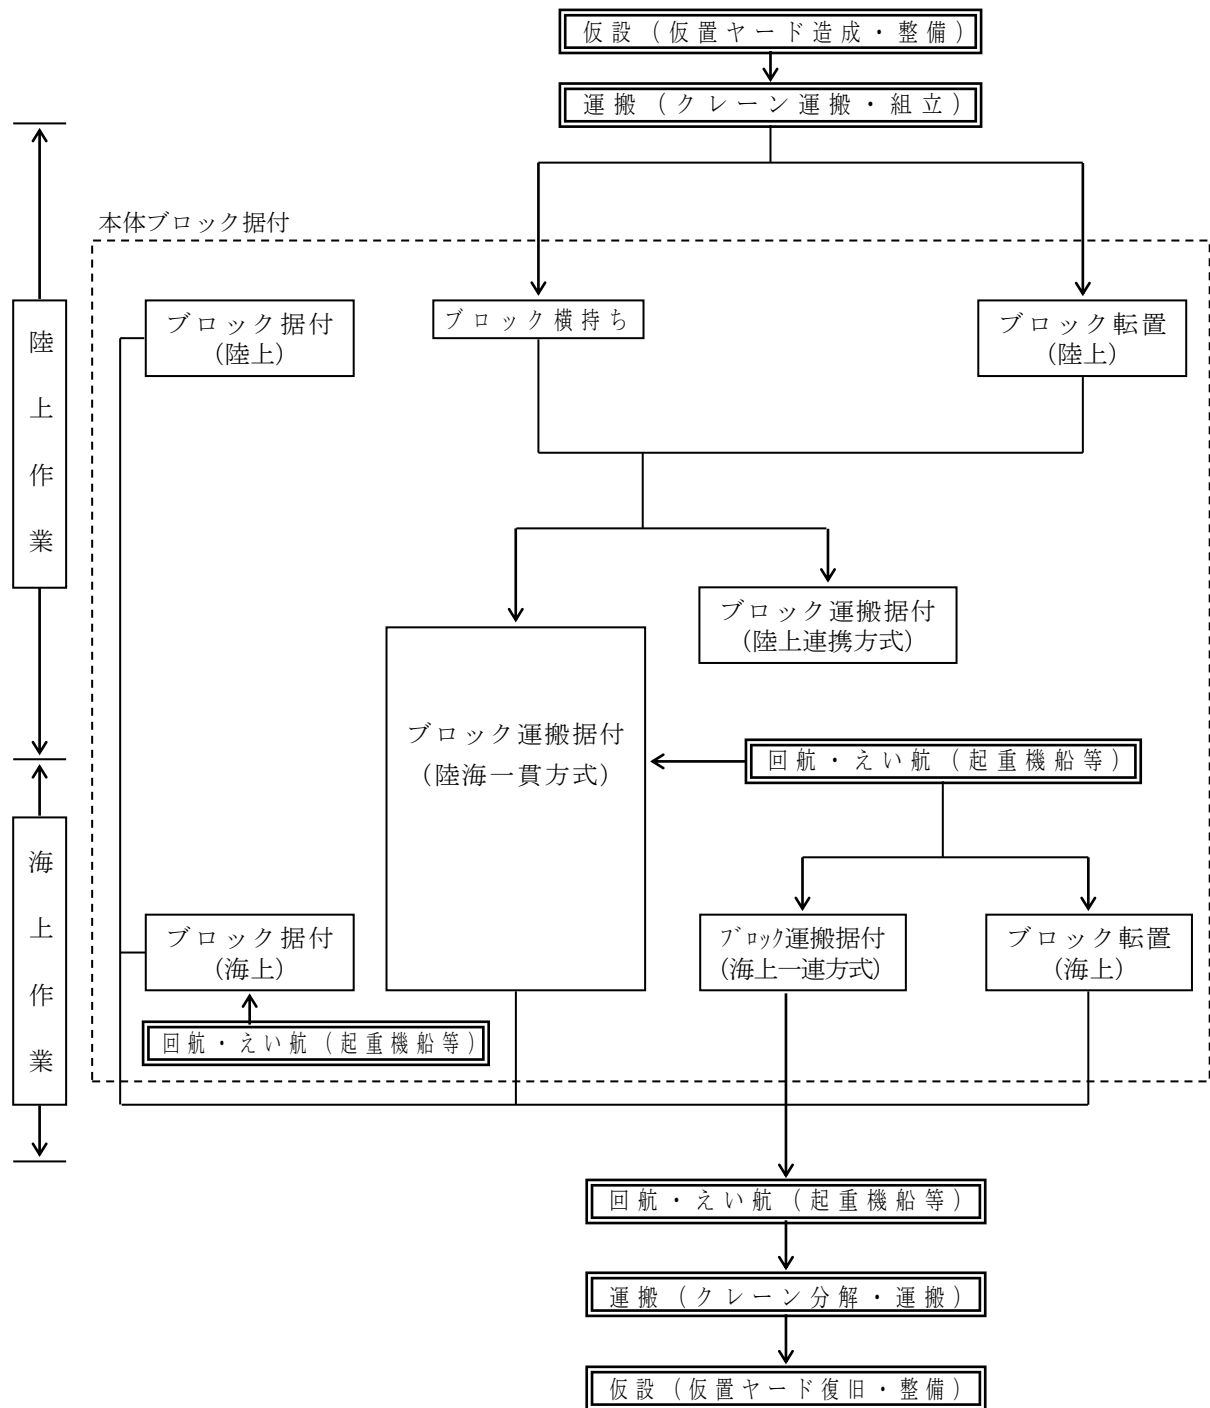 仮設（仮置ヤード造成・整備）
運搬（クレーン運搬・組立）
本体ブロック据付
陸上作業
ブロック据付
(陸上)
ブロック横持ち
ブロック転置
(陸上)
ブロック運搬据付
(陸上連携方式)
ブロック運搬据付
(陸海一貫方式)
回航・えい航（起重機船等）
海上作業
ブロック据付
(海上)
ﾌﾞﾛｯｸ運搬据付
(海上一連方式)
ブロック転置
(海上)
回航・えい航（起重機船等）
回航・えい航（起重機船等）
運搬（クレーン分解・運搬）
仮設（仮置ヤード復旧・整備）